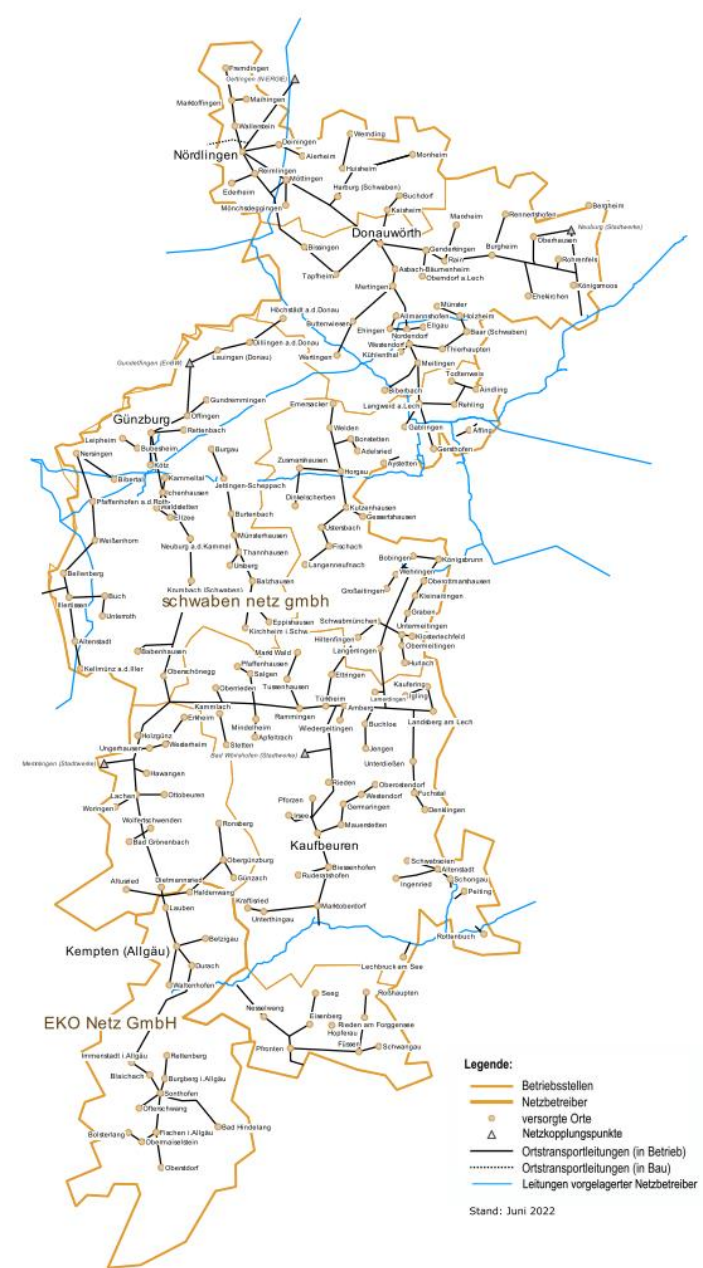 Fremdingen
Oettingen (N-ERGIE)
Marktoffingen
Maihingen
Wallerstein
Deiningen
Wemding
Nördlingen
Alerheim
Monheim
Reimlingen
Huisheim
Möttingen
Ederheim
Harburg (Schwaben)
Buchdorf
Mönchsdeggingen
Kaisheim
Marxheim
Rennertshofen
Bergheim
Donauwörth
Neuburg (Stadtwerke)
Bissingen
Genderkingen
Oberhausen
Rain
Burgheim
Rohrenfels
Tapfheim
Asbach-Bäumenheim
Oberndorf a.Lech
Mertingen
Königsmoos
Ehekirchen
Höchstädt a.d.Donau
Münster
Allmannshofen
Holzheim
Buttenwiesen
Ellgau
Ehingen
Baar (Schwaben)
Nordendorf
Dillingen a.d.Donau
Westendorf
Lauingen (Donau)
Wertingen
Kühlenthal
Thierhaupten
Meitingen
Todtenweis
Biberbach
Aindling
Gundremmingen
Emersacker
Langweid a.Lech
Rehling
Günzburg
Offingen
Rettenbach
Welden
Gablingen
Affing
Leipheim
Bonstetten
Bubesheim
Burgau
Adelsried
Gersthofen
Nersingen
Zusmarshausen
Aystetten
Kötz
Horgau
Bibertal
Kammeltal
Jettingen-Scheppach
Ichenhausen
Dinkelscherben
Pfaffenhofen a.d.Roth
Waldstetten
Kutzenhausen
Ellzee
Burtenbach
Gessertshausen
Ustersbach
Weißenhorn
Münsterhausen
Neuburg a.d.Kammel
Fischach
Thannhausen
Bobingen
Königsbrunn
Ursberg
Langenneufnach
Wehringen
Bellenberg
Balzhausen
Oberottmarshausen
Krumbach (Schwaben)
Großaitingen
Kleinaitingen
Illertissen
Buch
schwaben netz gmbh
Graben
Unterroth
Eppishausen
Schwabmünchen
Untermeitingen
Kirchheim i.Schw.
Hiltenfingen
Klosterlechfeld
Altenstadt
Obermeitingen
Babenhausen
Markt Wald
Langerringen
Pfaffenhausen
Hurlach
Kellmünz a.d.Iller
Oberschönegg
Salgen
Ettringen
Kaufering
Oberrieden
Tussenhausen
Igling
Türkheim
Kammlach
Amberg
Erkheim
Rammingen
Landsberg am Lech
Mindelheim
Wiedergeltingen
Buchloe
Holzgünz
Apfeltrach
Ungerhausen
Westerheim
Stetten
Jengen
Bad Wörishofen (Stadtwerke)
Memmingen (Stadtwerke)
Unterdießen
Hawangen
Rieden
Oberostendorf
Lachen
Ottobeuren
Pforzen
Westendorf
Fuchstal
Woringen
Germaringen
Wolfertschwenden
Irsee
Denklingen
Ronsberg
Mauerstetten
Bad Grönenbach
Kaufbeuren
Obergünzburg
Schwabsoien
Biessenhofen
Altenstadt
Günzach
Ruderatshofen
Dietmannsried
Ingenried
Schongau
Altusried
Haldenwang
Peiting
Kraftisried
Marktoberdorf
Lauben
Unterthingau
Rottenbuch
Betzigau
Kempten (Allgäu)
Durach
Lechbruck am See
Waltenhofen
Seeg
Roßhaupten
Nesselwang
EKO Netz GmbH
Eisenberg
Rieden am Forggensee
Hopferau
Füssen
Schwangau
Pfronten
Immenstadt i.Allgäu
Rettenberg
Blaichach
Burgberg i.Allgäu
Sonthofen
Ofterschwang
Bad Hindelang
Bolsterlang
Fischen i.Allgäu
Obermaiselstein
Oberstdorf
Legende:
Betriebsstellen
Netzbetreiber
versorgte Orte
Netzkopplungspunkte
Ortstransportleitungen (in Betrieb)
Ortstransportleitungen (in Bau)
Leitungen vorgelagerter Netzbetreiber
Stand: Juni 2022